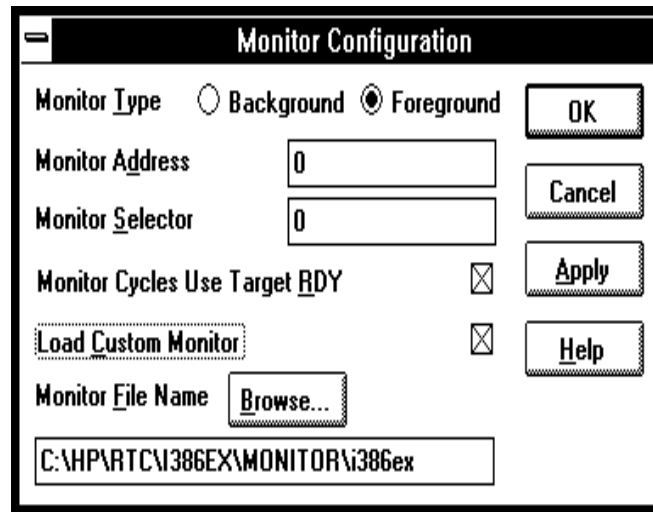 Monitor Configuration
Monitor Type Background Foreground
OK
Monitor Address 0
Cancel
Monitor Selector 0
Monitor Cycles Use Target RDY
Apply
Load Custom Monitor
Help
Monitor File Name Browse...
C:\HP\RTC\I386EX\MONITOR\i386ex